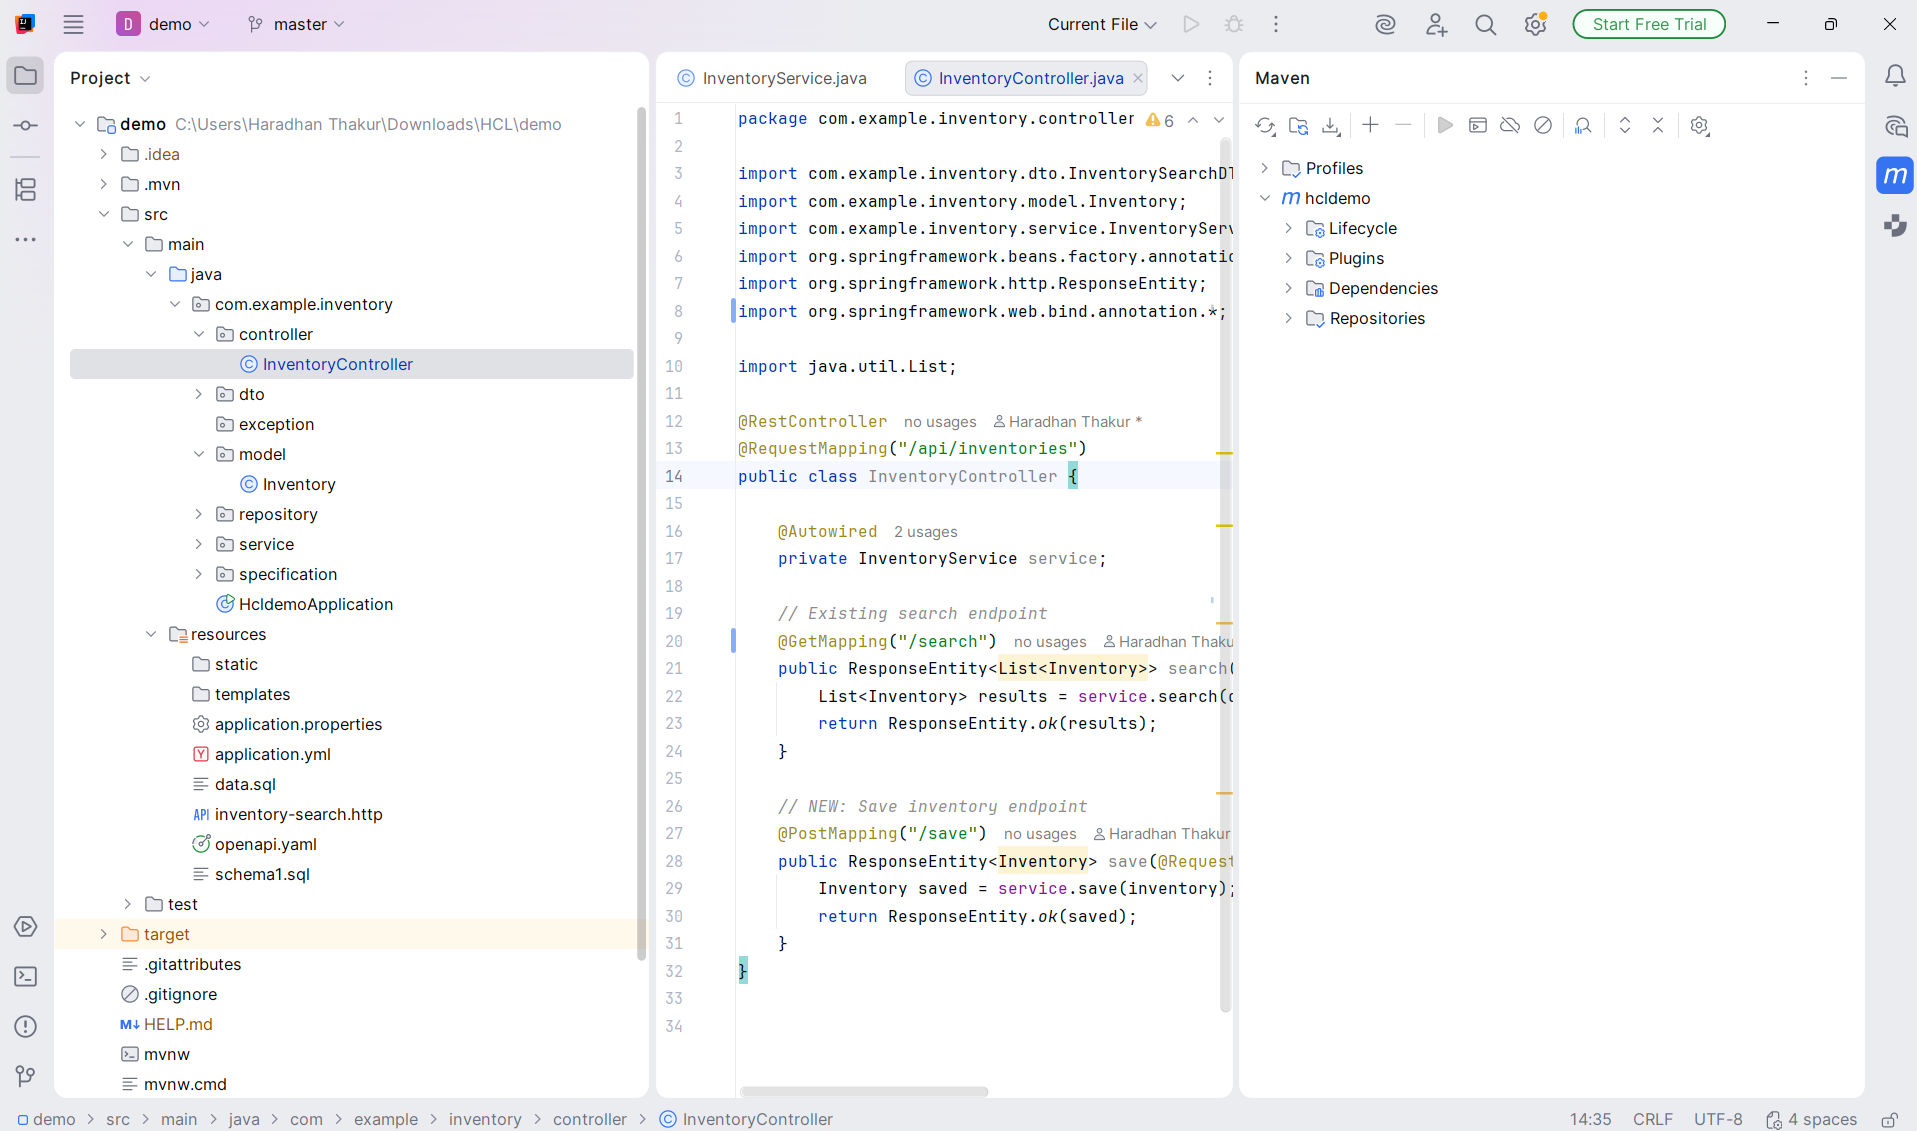 D demo master Current File Start Free Trial
Project
demo C:\Users\Haradhan Thakur\Downloads\HCL\demo
.idea
.mvn
src
main
java
com.example.inventory
controller
InventoryController
dto
exception
model
Inventory
repository
service
specification
HcldemoApplication
resources
static
templates
application.properties
Y application.yml
data.sql
API inventory-search.http
openapi.yaml
schema1.sql
test
target
.gitattributes
.gitignore
M↓ HELP.md
mvnw
mvnw.cmd
InventoryService.java InventoryController.java
1 package com.example.inventory.controller 6
2
3 import com.example.inventory.dto.InventorySearchDT
4 import com.example.inventory.model.Inventory;
5 import com.example.inventory.service.InventoryServ
6 import org.springframework.beans.factory.annotatio
7 import org.springframework.http.ResponseEntity;
8 import org.springframework.web.bind.annotation.*;
9
10 import java.util.List;
11
12 @RestController no usages Haradhan Thakur *
13 @RequestMapping("/api/inventories")
14 public class InventoryController {
15
16 @Autowired 2 usages
17 private InventoryService service;
18
19 // Existing search endpoint
20 @GetMapping("/search") no usages Haradhan Thaku
21 public ResponseEntity<List<Inventory>> search(
22 List<Inventory> results = service.search(
23 return ResponseEntity.ok(results);
24 }
25
26 // NEW: Save inventory endpoint
27 @PostMapping("/save") no usages Haradhan Thakur
28 public ResponseEntity<Inventory> save(@Request
29 Inventory saved = service.save(inventory);
30 return ResponseEntity.ok(saved);
31 }
32 }
33
34
Maven
Profiles
m hcldemo
Lifecycle
Plugins
Dependencies
Repositories
m
demo > src > main > java > com > example > inventory > controller > InventoryController 14:35 CRLF UTF-8 4 spaces